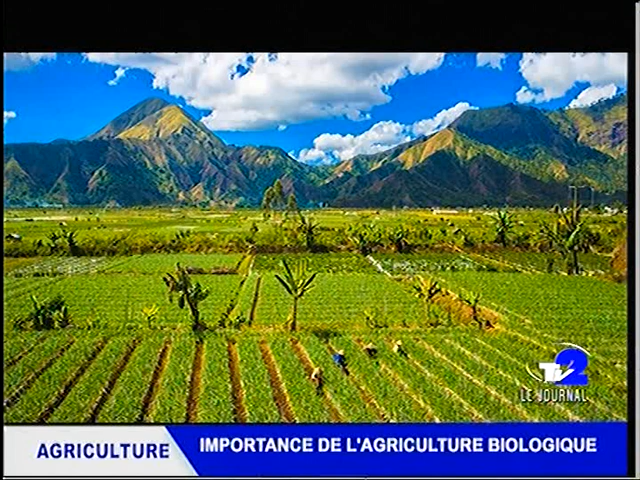 TV2
LE JOURNAL
AGRICULTURE
IMPORTANCE DE L'AGRICULTURE BIOLOGIQUE